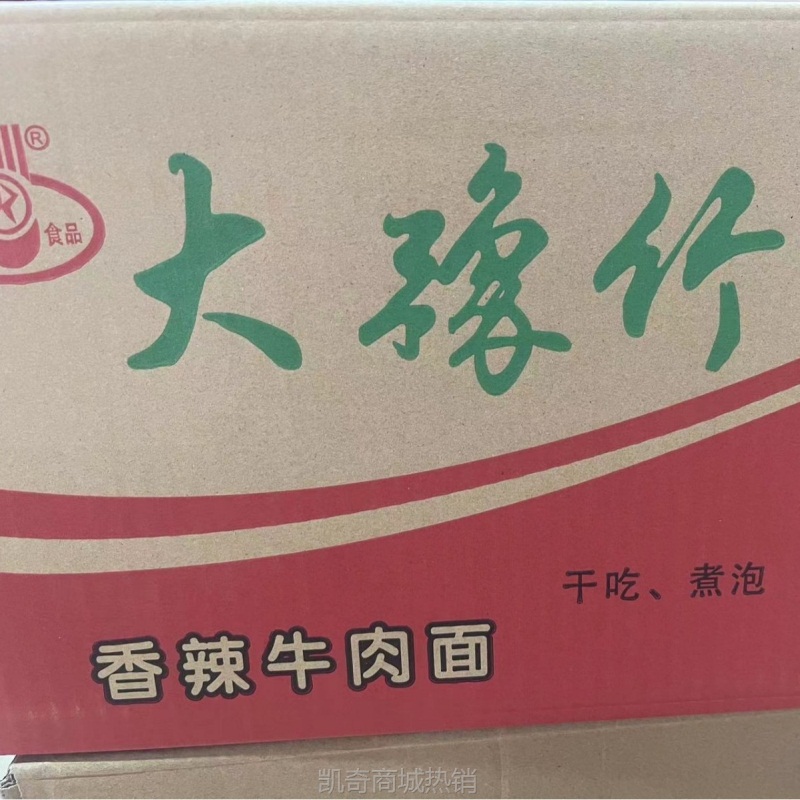 ®
食品
大豫竹
干吃、煮泡
香辣牛肉面
凯奇商城热销